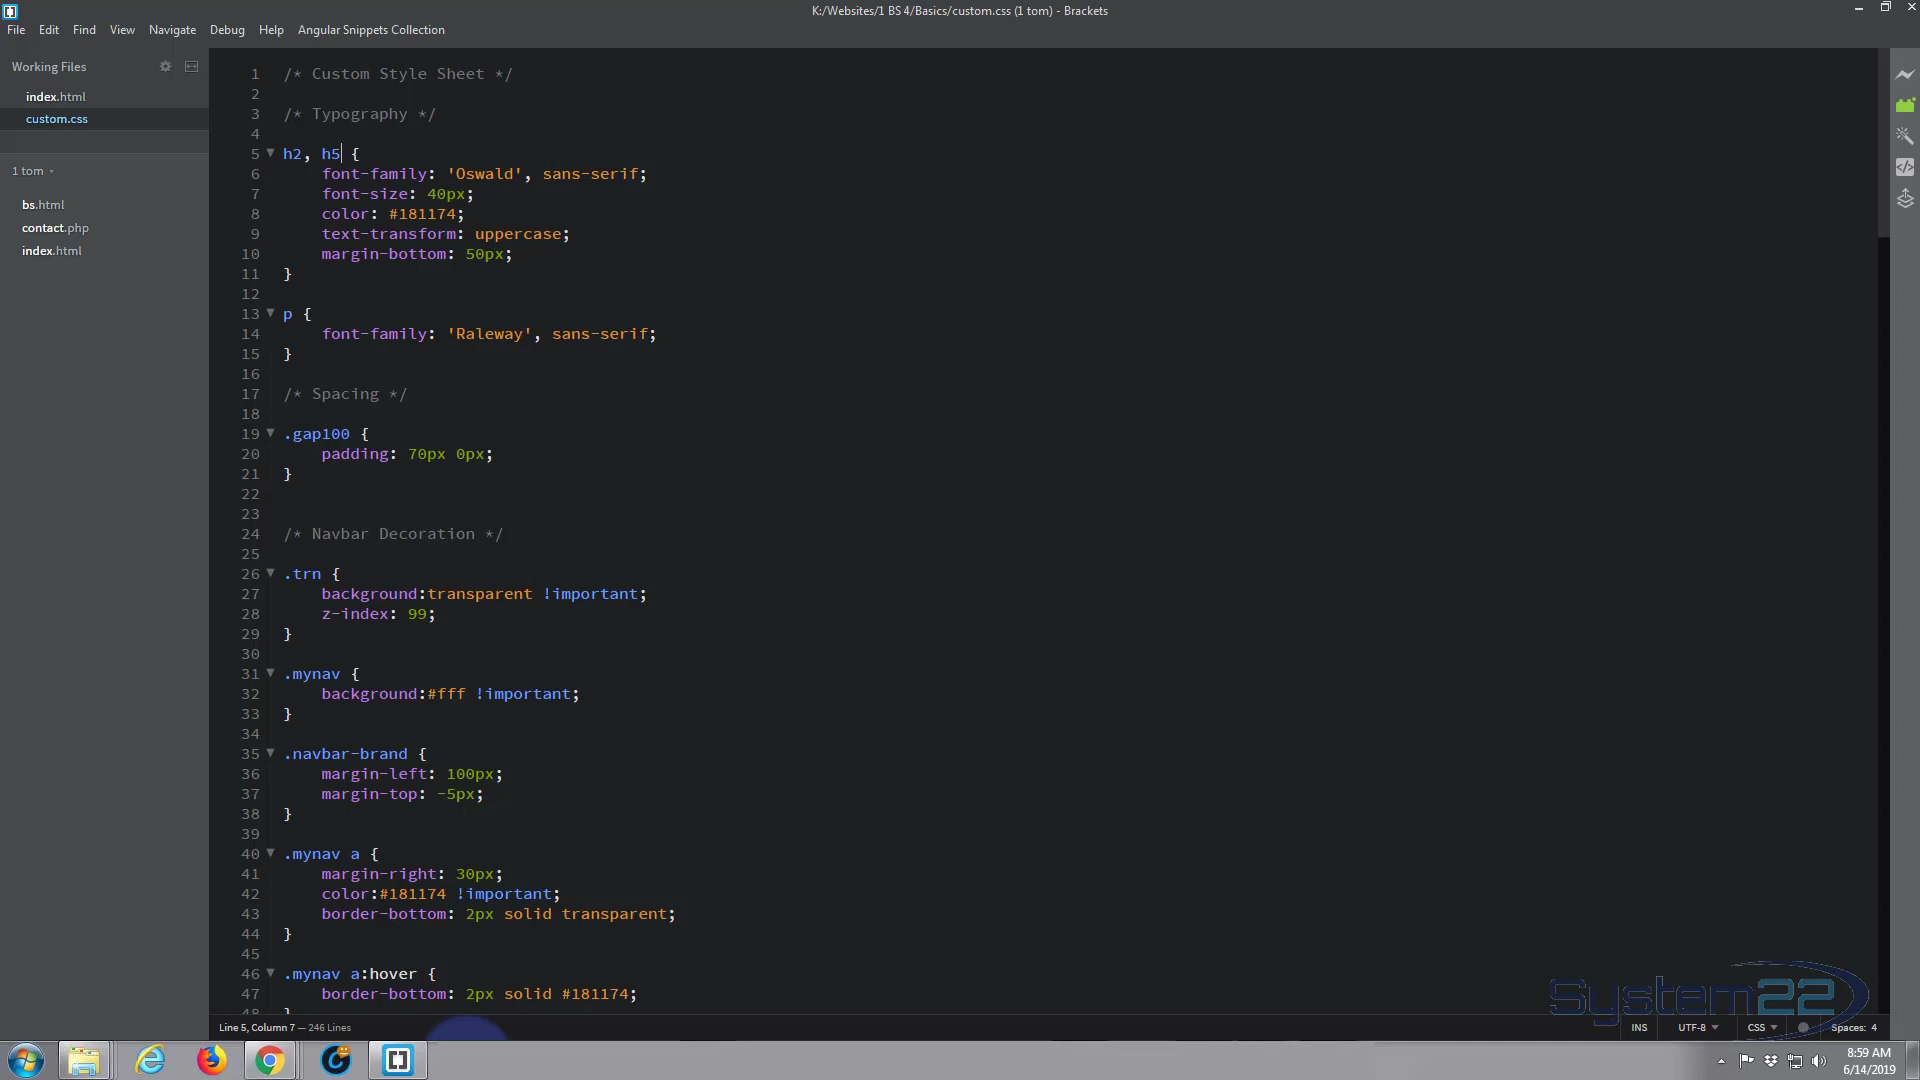 K:/Websites/1 BS 4/Basics/custom.css (1 tom) - Brackets
File Edit Find View Navigate Debug Help Angular Snippets Collection
Working Files
index.html
custom.css
1 tom
bs.html
contact.php
index.html
1 /* Custom Style Sheet */
2
3 /* Typography */
4
5 h2, h5 {
6 font-family: 'Oswald', sans-serif;
7 font-size: 40px;
8 color: #181174;
9 text-transform: uppercase;
10 margin-bottom: 50px;
11 }
12
13 p {
14 font-family: 'Raleway', sans-serif;
15 }
16
17 /* Spacing */
18
19 .gap100 {
20 padding: 70px 0px;
21 }
22
23
24 /* Navbar Decoration */
25
26 .trn {
27 background:transparent !important;
28 z-index: 99;
29 }
30
31 .mynav {
32 background:#fff !important;
33 }
34
35 .navbar-brand {
36 margin-left: 100px;
37 margin-top: -5px;
38 }
39
40 .mynav a {
41 margin-right: 30px;
42 color:#181174 !important;
43 border-bottom: 2px solid transparent;
44 }
45
46 .mynav a:hover {
47 border-bottom: 2px solid #181174;
48 }
System22
Line 5, Column 7 — 246 Lines
INS UTF-8 CSS Spaces: 4
8:59 AM
6/14/2019